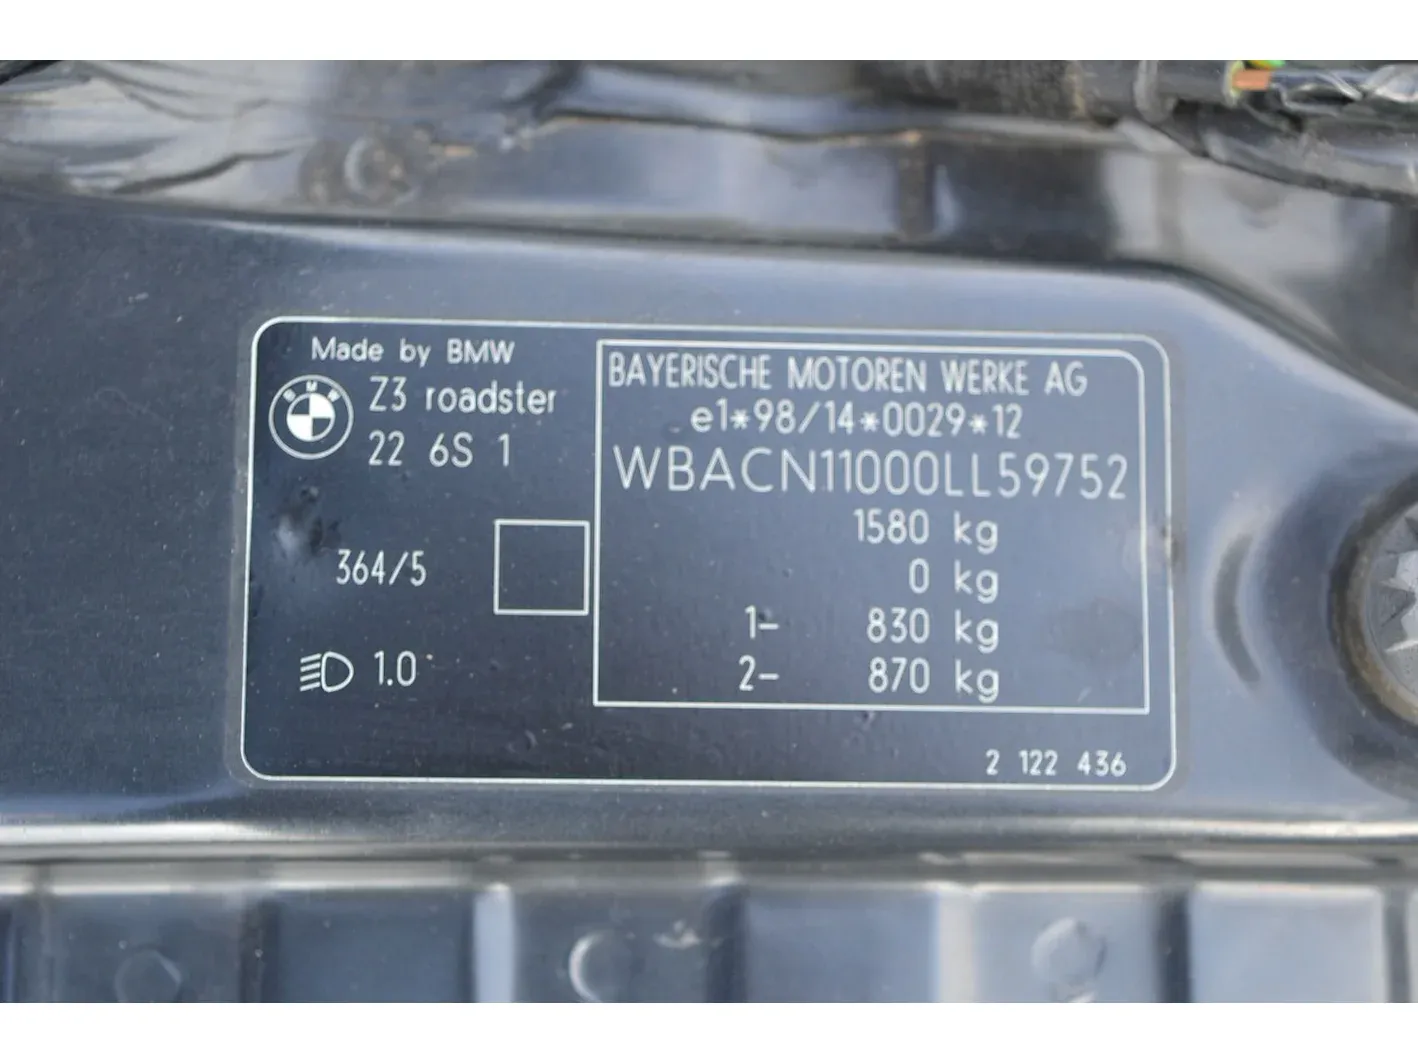 Made by BMW
BMW
Z3 roadster
22 6S 1
364/5
1.0
BAYERISCHE MOTOREN WERKE AG
e1*98/14*0029*12
WBACN11000LL59752
1580 kg
0 kg
1- 830 kg
2- 870 kg
2 122 436